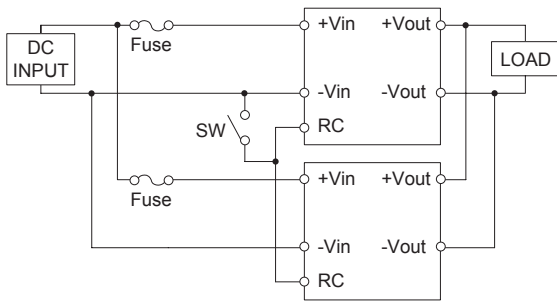 DC
INPUT
Fuse
+Vin
+Vout
LOAD
-Vin
-Vout
SW
RC
Fuse
+Vin
+Vout
-Vin
-Vout
RC